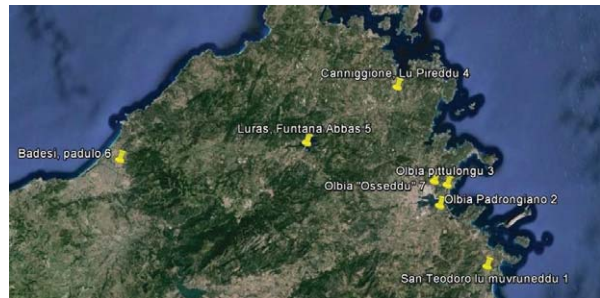 Canniggione, Lu Pireddu 4
Luras, Funtana Abbas 5
Badesi, padulo 6
Olbia pittulongu 3
Olbia "Osseddu" 7
Olbia Padrongiano 2
San Teodoro lu muvruneddu 1